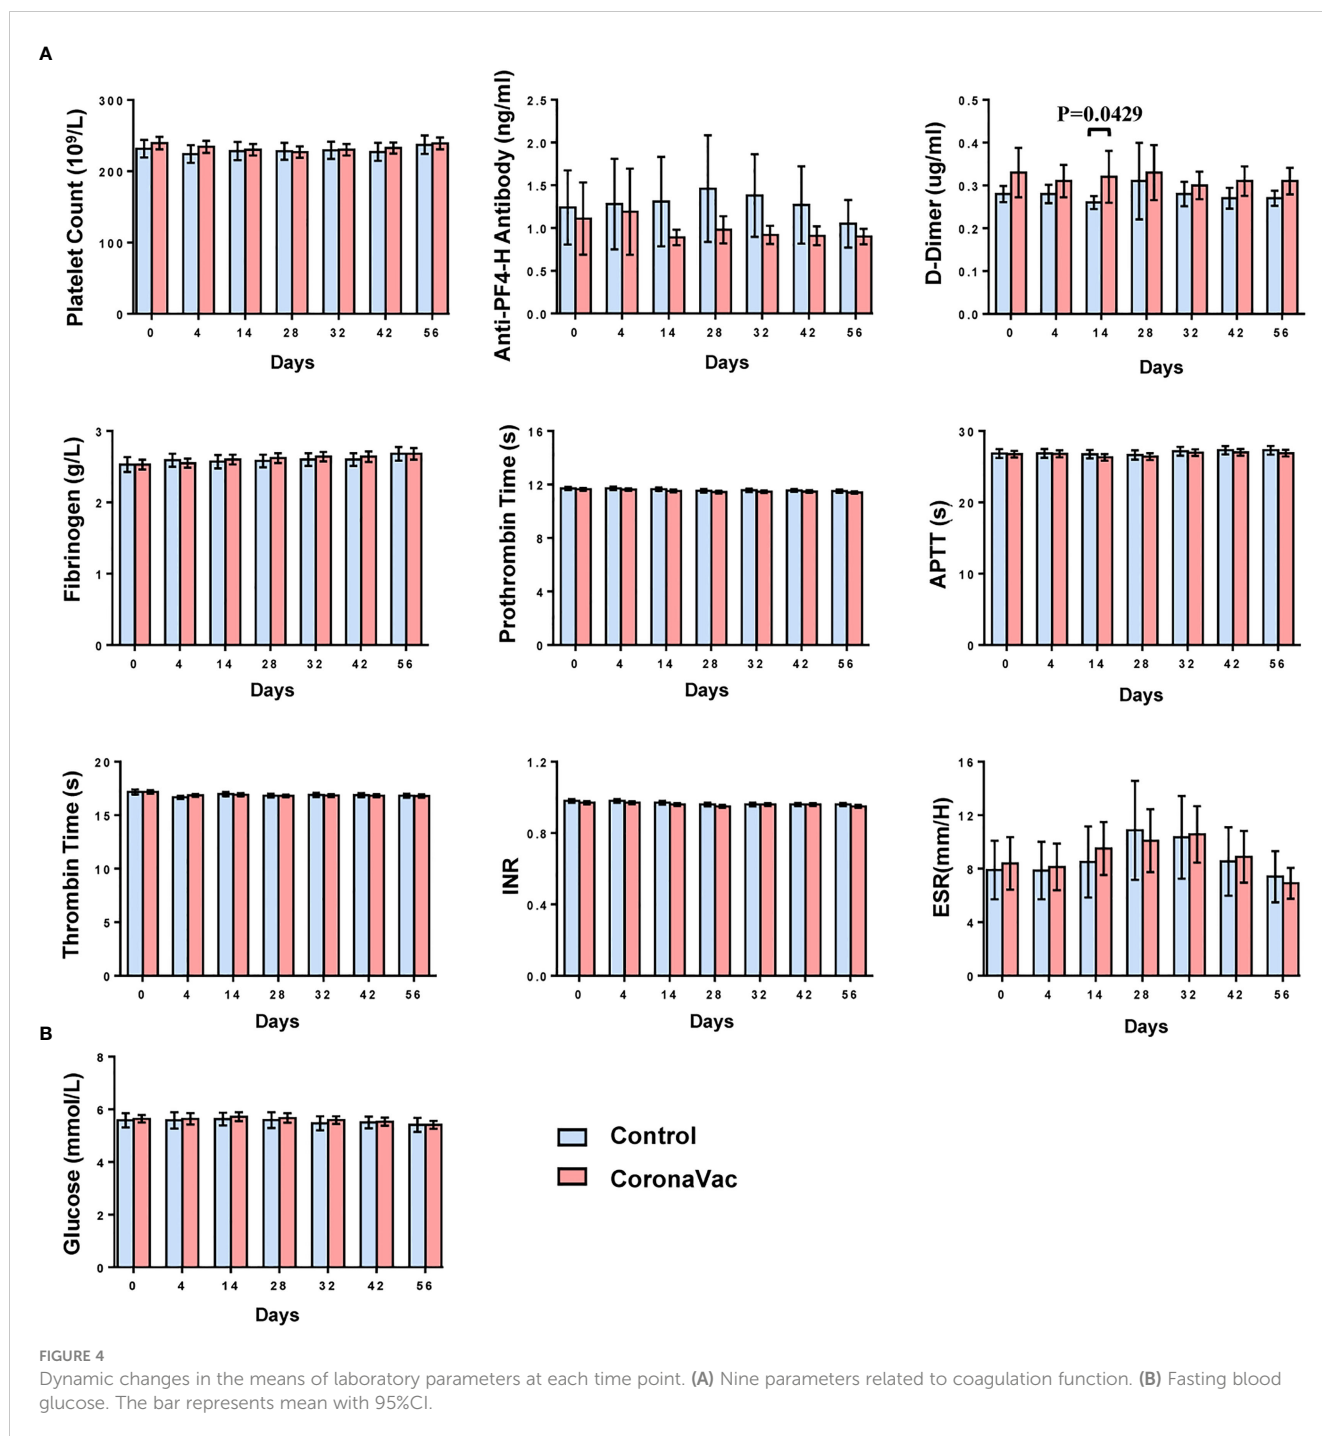 A
Platelet Count (10⁹/L)
300
200
100
0
0 4 14 28 32 42 56
Days
Anti-PF4-H Antibody (ng/ml)
2.5
2.0
1.5
1.0
0.5
0.0
0 4 14 28 32 42 56
Days
D-Dimer (ug/ml)
0.5
0.4
0.3
0.2
0.1
0.0
P=0.0429
0 4 14 28 32 42 56
Days
Fibrinogen (g/L)
3
2
1
0
0 4 14 28 32 42 56
Days
Prothrombin Time (s)
16
12
8
4
0
0 4 14 28 32 42 56
Days
APTT (s)
30
20
10
0
0 4 14 28 32 42 56
Days
Thrombin Time (s)
20
15
10
5
0
0 4 14 28 32 42 56
Days
INR
1.2
0.8
0.4
0.0
0 4 14 28 32 42 56
Days
ESR(mm/H)
16
12
8
4
0
0 4 14 28 32 42 56
Days
B
Glucose (mmol/L)
8
6
4
2
0
0 4 14 28 32 42 56
Days
Control
CoronaVac
FIGURE 4
Dynamic changes in the means of laboratory parameters at each time point. (A) Nine parameters related to coagulation function. (B) Fasting blood
glucose. The bar represents mean with 95%CI.